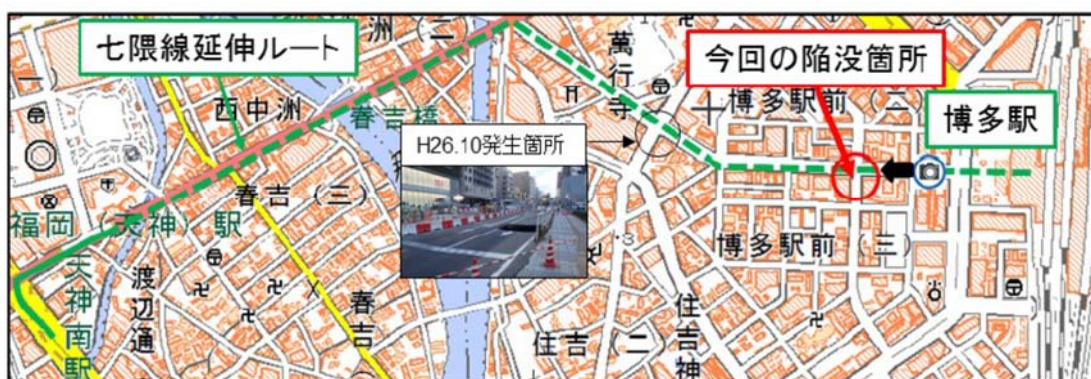 七隈線延伸ルート
洲(二)
萬行寺
今回の陥没箇所
博多駅前(二)
博多駅
西中洲
春吉橋
H26.10発生箇所
春吉(三)
福岡(天神)駅
天神南駅
渡辺通
春吉
博多駅前(三)
住吉(二)
住吉神